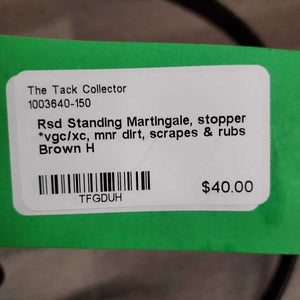 The Tack Collector
1003640-150
Rsd Standing Martingale, stopper
*vgc/xc, mnr dirt, scrapes & rubs
Brown H
TFGDUH
$40.00